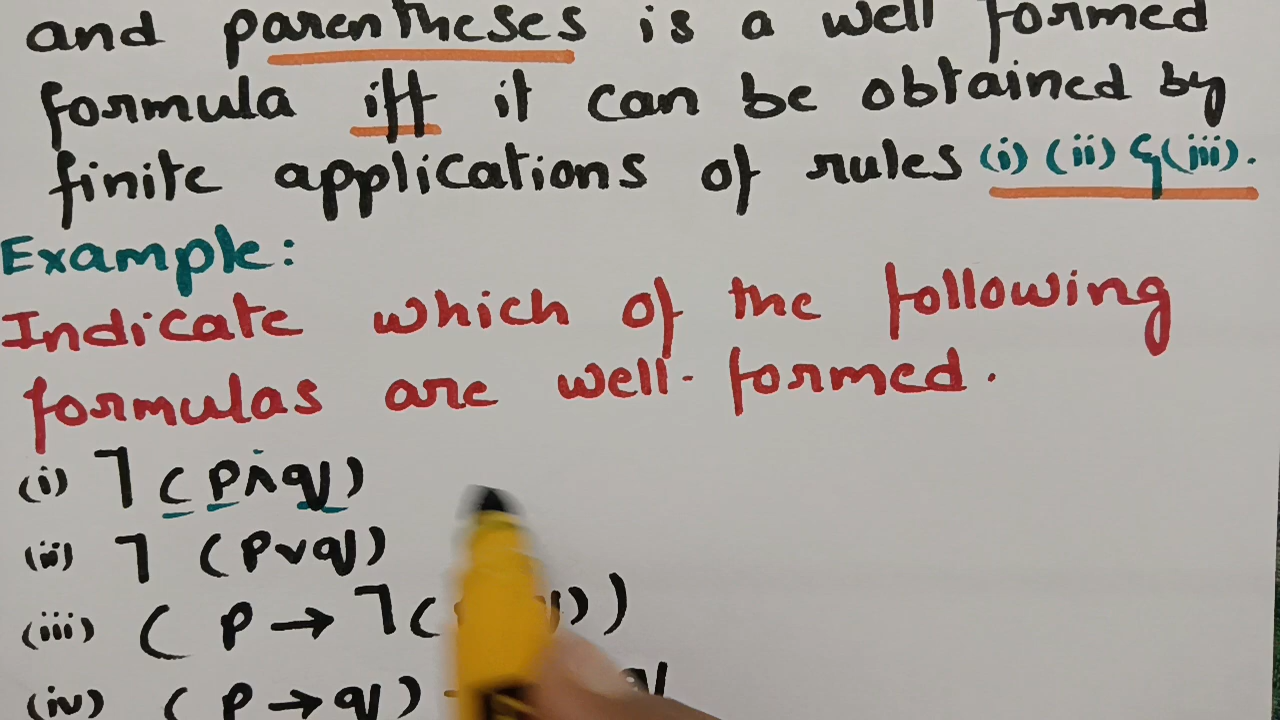 and parentheses is a well formed
formula iff it can be obtained by
finite applications of rules (i) (ii) &(iii).
Example:
Indicate which of the following
formulas are well-formed.
(i) ⌐ (p∧q)
(ii) ⌐ (p∨q)
(iii) ( p → ⌐(
))
(iv) ( p → q)
q